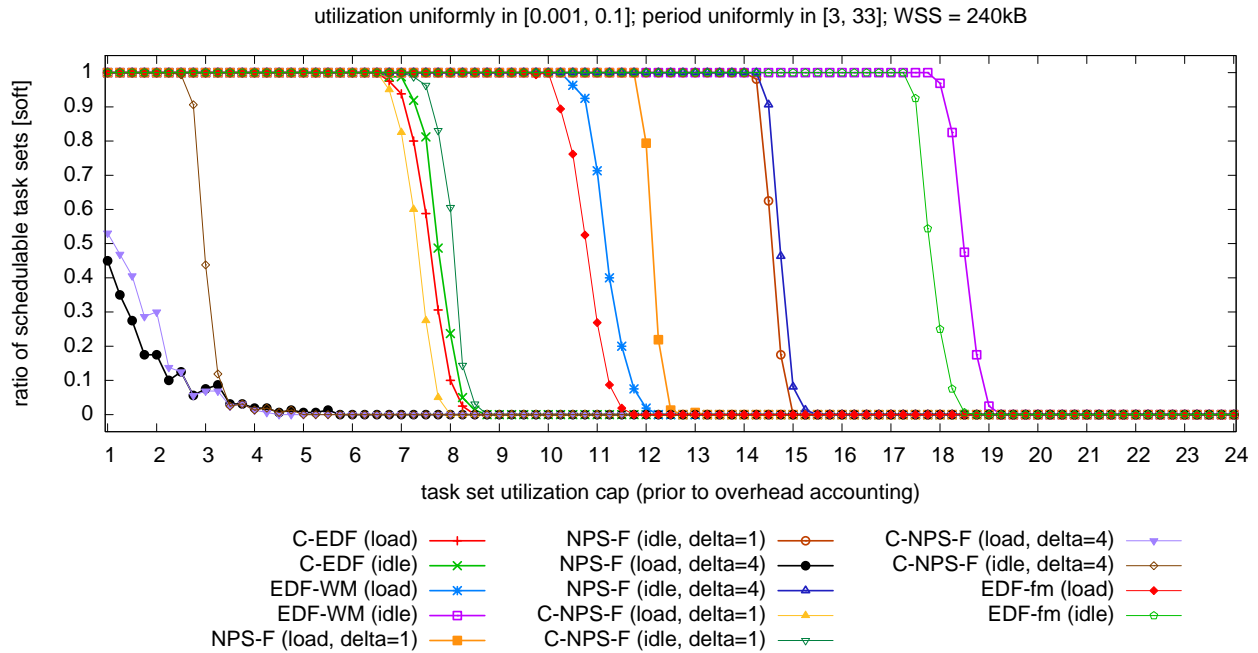 utilization uniformly in [0.001, 0.1]; period uniformly in [3, 33]; WSS = 240kB
ratio of schedulable task sets [soft]
1
0.9
0.8
0.7
0.6
0.5
0.4
0.3
0.2
0.1
0
1 2 3 4 5 6 7 8 9 10 11 12 13 14 15 16 17 18 19 20 21 22 23 24
task set utilization cap (prior to overhead accounting)
C-EDF (load)
C-EDF (idle)
EDF-WM (load)
EDF-WM (idle)
NPS-F (load, delta=1)
NPS-F (idle, delta=1)
NPS-F (load, delta=4)
NPS-F (idle, delta=4)
C-NPS-F (load, delta=1)
C-NPS-F (idle, delta=1)
C-NPS-F (load, delta=4)
C-NPS-F (idle, delta=4)
EDF-fm (load)
EDF-fm (idle)